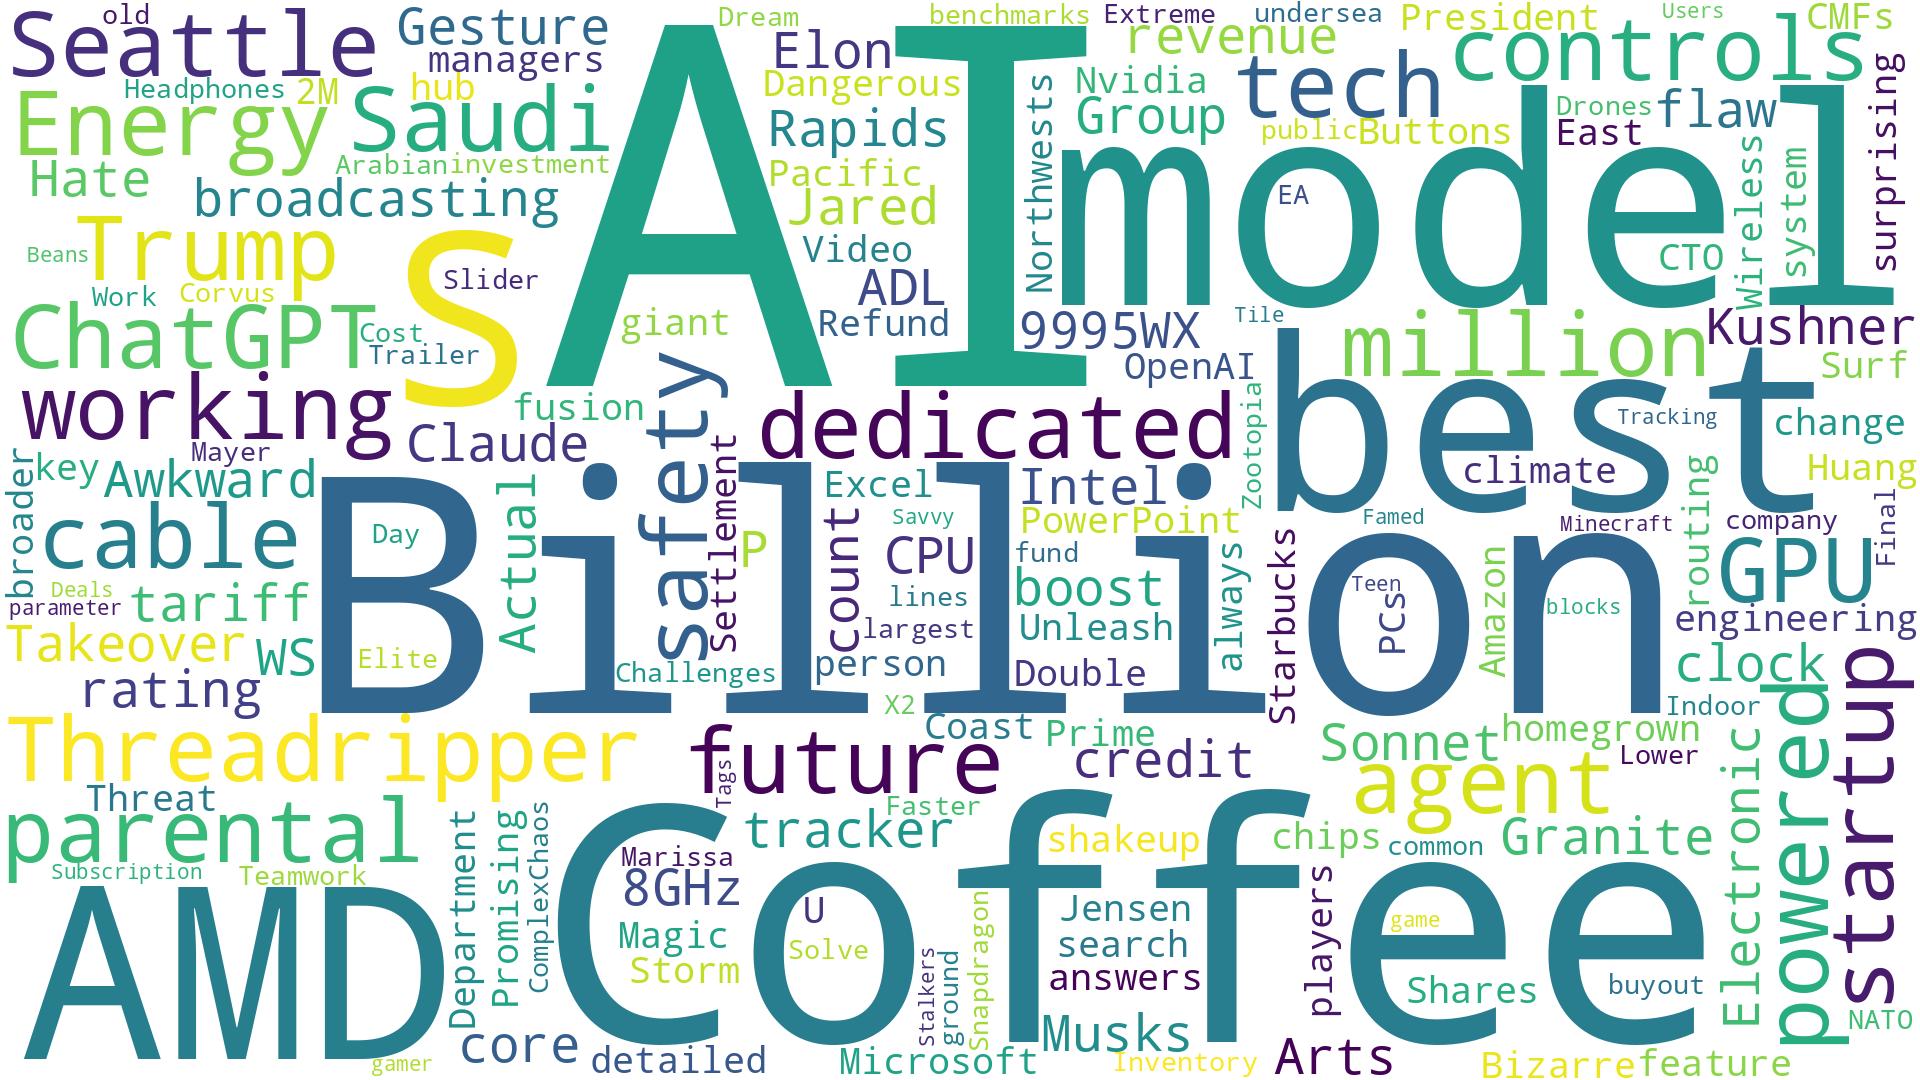 old
Seattle
Gesture
managers
Dream
Elon
benchmarks
Extreme
undersea
President
Users
CMFs
revenue
controls
tech
Headphones
2M
hub
Dangerous
Nvidia
Energy
Saudi
AI
Northwests
Group
Drones
flaw
surprising
Rapids
public
Buttons
East
Hate
Arabian
investment
Pacific
model
Wireless
system
broadcasting
Jared
EA
Trump
S
Video
CTO
Beans
Slider
ADL
Work
Corvus
ChatGPT
Cost
Trailer
giant
Refund
9995WX
Tile
million
Kushner
OpenAI
Surf
working
fusion
safety
dedicated
Zootopia
best
Tracking
change
Claude
Mayer
Settlement
broader
key
Awkward
Actual
Excel
Intel
climate
Huang
routing
Final
cable
Day
P
count
Savvy
PowerPoint
Famed
Minecraft
company
CPU
fund
always
Starbucks
GPU
Billion
Deals
parameter
tariff
lines
boost
Teen
PCs
Amazon
blocks
engineering
Takeover
WS
Elite
largest
Unleash
clock
startup
rating
Challenges
person
Double
X2
Indoor
powered
Threadripper
future
Coast
Prime
Sonnet
homegrown
Tags
credit
agent
Lower
Electronic
Threat
parental
Department
Promising
ComplexChaos
Faster
tracker
shakeup
chips
common
Granite
Subscription
Teamwork
Marissa
8GHz
Coffee
AMD
U
Magic
Solve
Storm
Stalkers
ground
Snapdragon
Jensen
search
answers
players
game
Shares
buyout
NATO
gamer
core
detailed
Microsoft
Musks
Inventory
Arts
Bizarre
feature